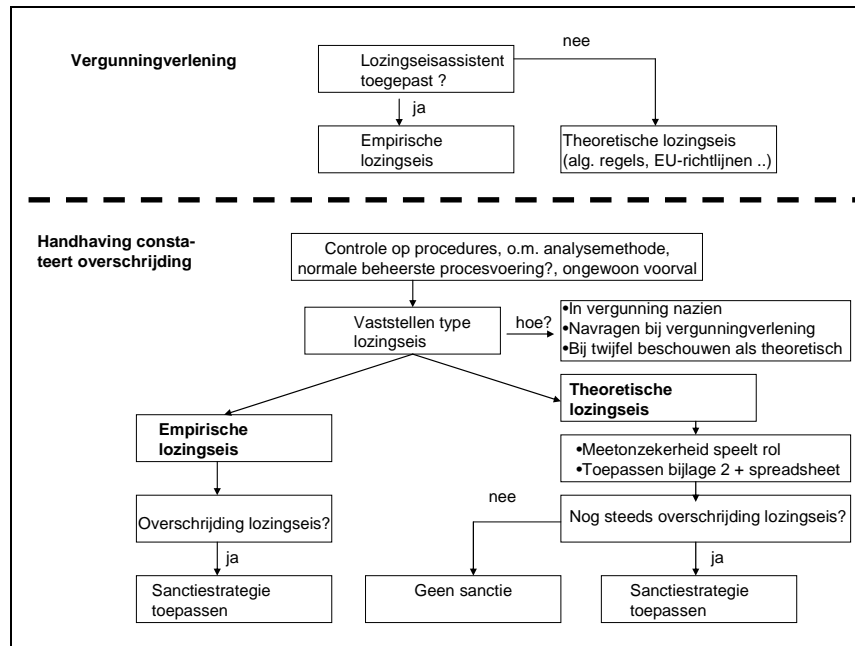 nee
Vergunningverlening
Lozingseisassistent
toegepast ?
ja
Empirische
lozingseis
Theoretische lozingseis
(alg. regels, EU-richtlijnen ..)
Handhaving consta-
teert overschrijding
Controle op procedures, o.m. analysemethode,
normale beheerste procesvoering?, ongewoon voorval
Vaststellen type
lozingseis
hoe?
•In vergunning nazien
•Navragen bij vergunningverlening
•Bij twijfel beschouwen als theoretisch
Theoretische
lozingseis
Empirische
lozingseis
•Meetonzekerheid speelt rol
•Toepassen bijlage 2 + spreadsheet
nee
Overschrijding lozingseis?
Nog steeds overschrijding lozingseis?
ja
ja
Sanctiestrategie
toepassen
Geen sanctie
Sanctiestrategie
toepassen